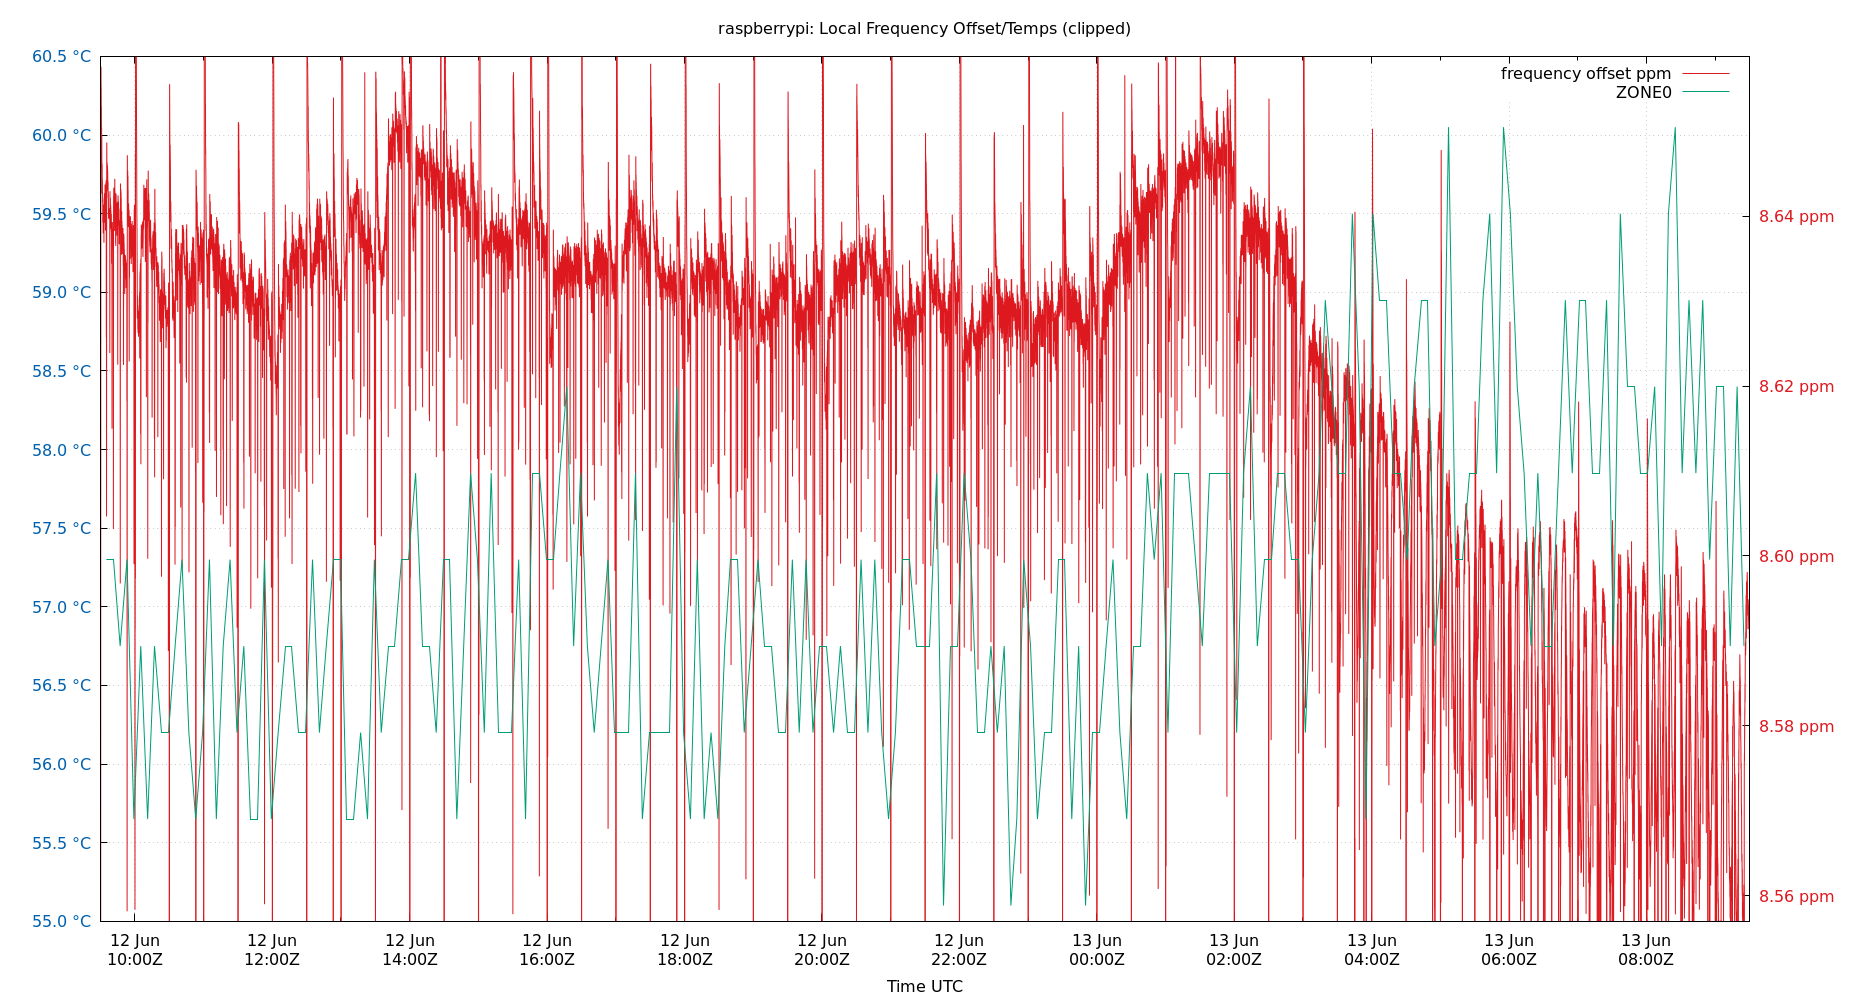 raspberrypi: Local Frequency Offset/Temps (clipped)
frequency offset ppm
ZONE0
60.5 °C
60.0 °C
59.5 °C
59.0 °C
58.5 °C
58.0 °C
57.5 °C
57.0 °C
56.5 °C
56.0 °C
55.5 °C
55.0 °C
8.64 ppm
8.62 ppm
8.60 ppm
8.58 ppm
8.56 ppm
12 Jun 12 Jun 12 Jun 12 Jun 12 Jun 12 Jun 12 Jun 13 Jun 13 Jun 13 Jun 13 Jun 13 Jun
10:00Z 12:00Z 14:00Z 16:00Z 18:00Z 20:00Z 22:00Z 00:00Z 02:00Z 04:00Z 06:00Z 08:00Z
Time UTC